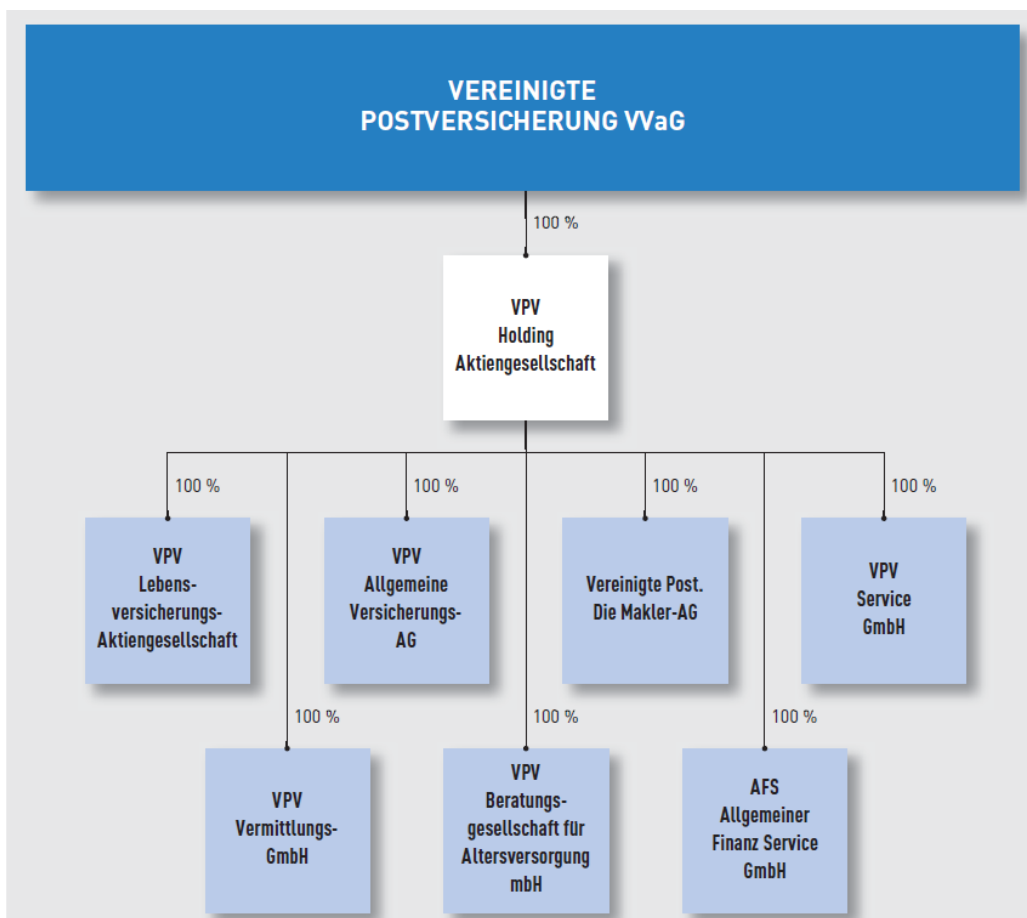 VEREINIGTE
POSTVERSICHERUNG VVaG
100 %
VPV
Holding
Aktiengesellschaft
100 %
100 %
100 %
100 %
VPV
Lebens-
versicherungs-
Aktiengesellschaft
VPV
Allgemeine
Versicherungs-
AG
Vereinigte Post.
Die Makler-AG
VPV
Service
GmbH
100 %
100 %
100 %
VPV
Vermittlungs-
GmbH
VPV
Beratungs-
gesellschaft für
Altersversorgung
mbH
AFS
Allgemeiner
Finanz Service
GmbH